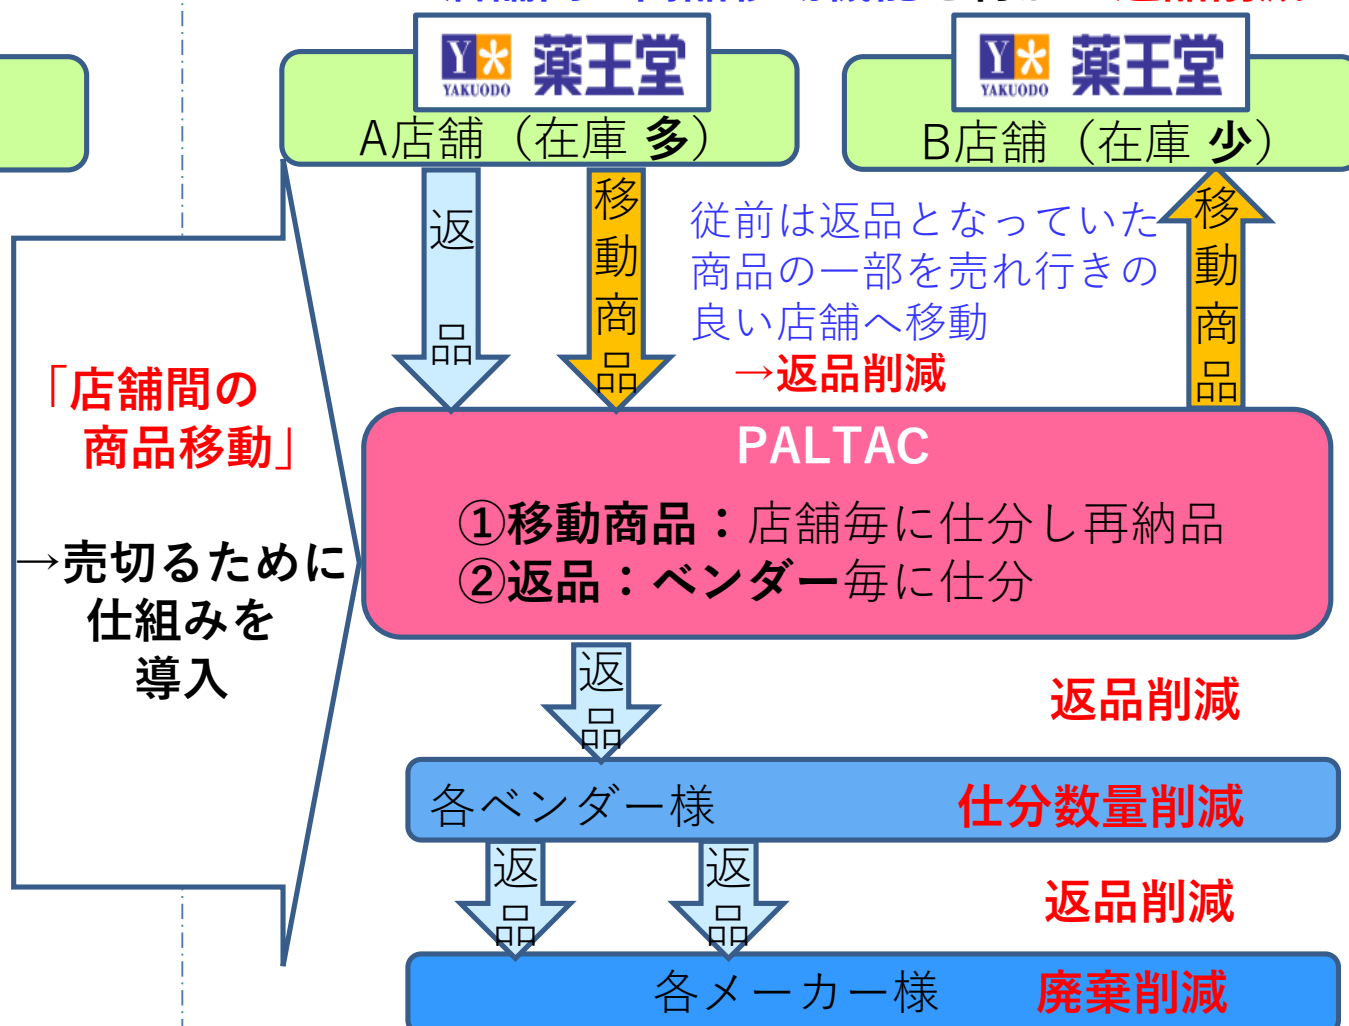 Y* 薬王堂
YAKUODO
A店舗（在庫 多）
Y* 薬王堂
YAKUODO
B店舗（在庫 少）
返品
移動商品
従前は返品となっていた
商品の一部を売れ行きの
良い店舗へ移動
→返品削減
移動商品
「店舗間の
商品移動」
→売切るために
仕組みを
導入
PALTAC
①移動商品：店舗毎に仕分し再納品
②返品：ベンダー毎に仕分
返品
返品削減
各ベンダー様
仕分数量削減
返品
返品
返品削減
各メーカー様
廃棄削減